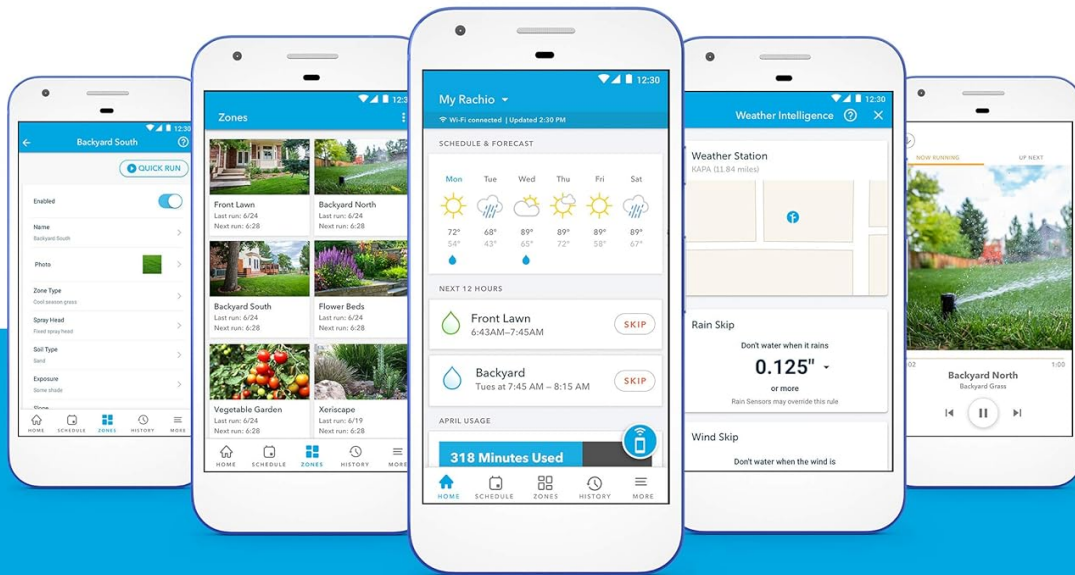 12:30
Backyard South
QUICK RUN
Enabled
Name
Backyard South
Photo
Zone Type
Cool season grass
Spray Head
Fixed spray head
Soil Type
Sand
Exposure
Some shade
Slope
HOME SCHEDULE ZONES HISTORY MORE
12:3
Zones
Front Lawn
Last run: 6/24
Next run: 6:28
Backyard North
Last run: 6/24
Next run: 6:28
Backyard South
Last run: 6/24
Next run: 6:28
Flower Beds
Last run: 6/24
Next run: 6:28
Vegetable Garden
Last run: 6/24
Next run: 6:28
Xeriscape
Last run: 6/19
Next run: 6:28
HOME SCHEDULE ZONES HISTORY MORE
12:30
My Rachio
Wi-Fi connected | Updated 2:30 PM
SCHEDULE & FORECAST
Mon Tue Wed Thu Fri Sat
72° 68° 89° 89° 89° 89°
54° 43° 65° 72° 58° 67°
NEXT 12 HOURS
Front Lawn
6:43AM–7:45AM
SKIP
Backyard
Tues at 7:45 AM – 8:15 AM
SKIP
APRIL USAGE
318 Minutes Used
HOME SCHEDULE ZONES HISTORY MORE
12:30
Weather Intelligence
Weather Station
KAPA (11.84 miles)
Rain Skip
Don't water when it rains
0.125"
or more
Rain Sensors may override this rule
Wind Skip
Don't water when the wind is
12:30
NOW RUNNING UP NEXT
02 1:00
Backyard North
Backyard Grass